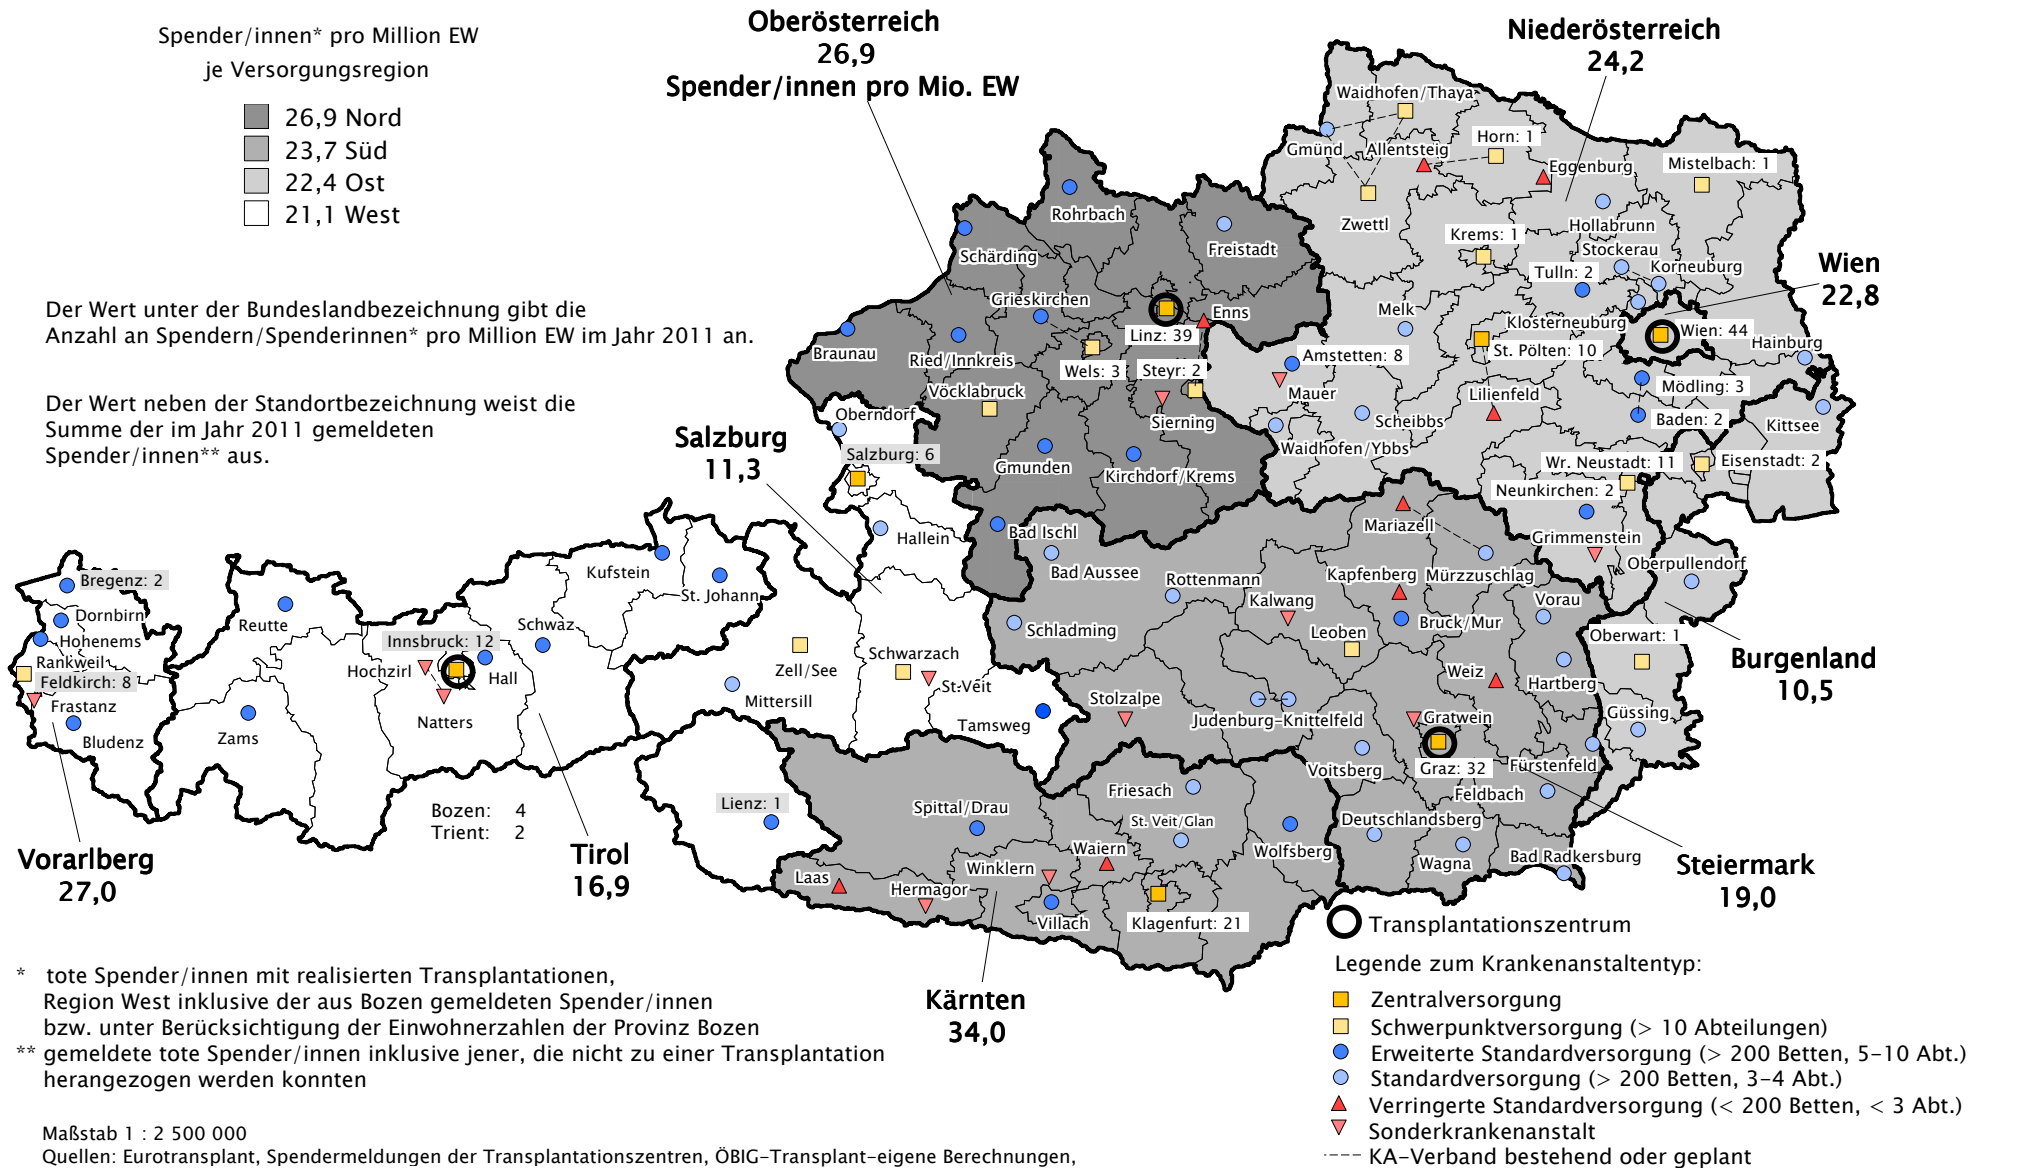 Spender/innen* pro Million EW
je Versorgungsregion
26,9 Nord
23,7 Süd
22,4 Ost
21,1 West
Der Wert unter der Bundeslandbezeichnung gibt die
Anzahl an Spendern/Spenderinnen* pro Million EW im Jahr 2011 an.
Der Wert neben der Standortbezeichnung weist die
Summe der im Jahr 2011 gemeldeten
Spender/innen** aus.
Oberösterreich
26,9
Spender/innen pro Mio. EW
Niederösterreich
24,2
Wien
22,8
Salzburg
11,3
Burgenland
10,5
Steiermark
19,0
Kärnten
34,0
Tirol
16,9
Vorarlberg
27,0
Waidhofen/Thaya
Gmünd
Allentsteig
Horn: 1
Eggenburg
Mistelbach: 1
Zwettl
Krems: 1
Hollabrunn
Stockerau
Tulln: 2
Korneuburg
Melk
Klosterneuburg
Wien: 44
Hainburg
St. Pölten: 10
Amstetten: 8
Mauer
Lilienfeld
Mödling: 3
Baden: 2
Kittsee
Scheibbs
Waidhofen/Ybbs
Wr. Neustadt: 11
Eisenstadt: 2
Neunkirchen: 2
Grimmenstein
Oberpullendorf
Oberwart: 1
Güssing
Rohrbach
Freistadt
Schärding
Grieskirchen
Enns
Linz: 39
Braunau
Ried/Innkreis
Wels: 3
Steyr: 2
Vöcklabruck
Sierning
Gmunden
Kirchdorf/Krems
Bad Ischl
Oberndorf
Salzburg: 6
Hallein
Zell/See
Schwarzach
St.Veit
Mittersill
Tamsweg
Mariazell
Bad Aussee
Rottenmann
Kapfenberg
Mürzzuschlag
Kalwang
Vorau
Schladming
Leoben
Bruck/Mur
Weiz
Hartberg
Stolzalpe
Judenburg-Knittelfeld
Gratwein
Voitsberg
Graz: 32
Fürstenfeld
Feldbach
Deutschlandsberg
Wagna
Bad Radkersburg
Friesach
Spittal/Drau
St. Veit/Glan
Wolfsberg
Waiern
Winklern
Laas
Hermagor
Villach
Klagenfurt: 21
Kufstein
St. Johann
Reutte
Schwaz
Innsbruck: 12
Hochzirl
Hall
Natters
Zams
Lienz: 1
Bozen: 4
Trient: 2
Bregenz: 2
Dornbirn
Hohenems
Rankweil
Feldkirch: 8
Frastanz
Bludenz
Transplantationszentrum
Legende zum Krankenanstaltentyp:
Zentralversorgung
Schwerpunktversorgung (> 10 Abteilungen)
Erweiterte Standardversorgung (> 200 Betten, 5–10 Abt.)
Standardversorgung (> 200 Betten, 3–4 Abt.)
Verringerte Standardversorgung (< 200 Betten, < 3 Abt.)
Sonderkrankenanstalt
KA-Verband bestehend oder geplant
* tote Spender/innen mit realisierten Transplantationen,
Region West inklusive der aus Bozen gemeldeten Spender/innen
bzw. unter Berücksichtigung der Einwohnerzahlen der Provinz Bozen
** gemeldete tote Spender/innen inklusive jener, die nicht zu einer Transplantation
herangezogen werden konnten
Maßstab 1 : 2 500 000
Quellen: Eurotransplant, Spendermeldungen der Transplantationszentren, ÖBIG-Transplant-eigene Berechnungen,